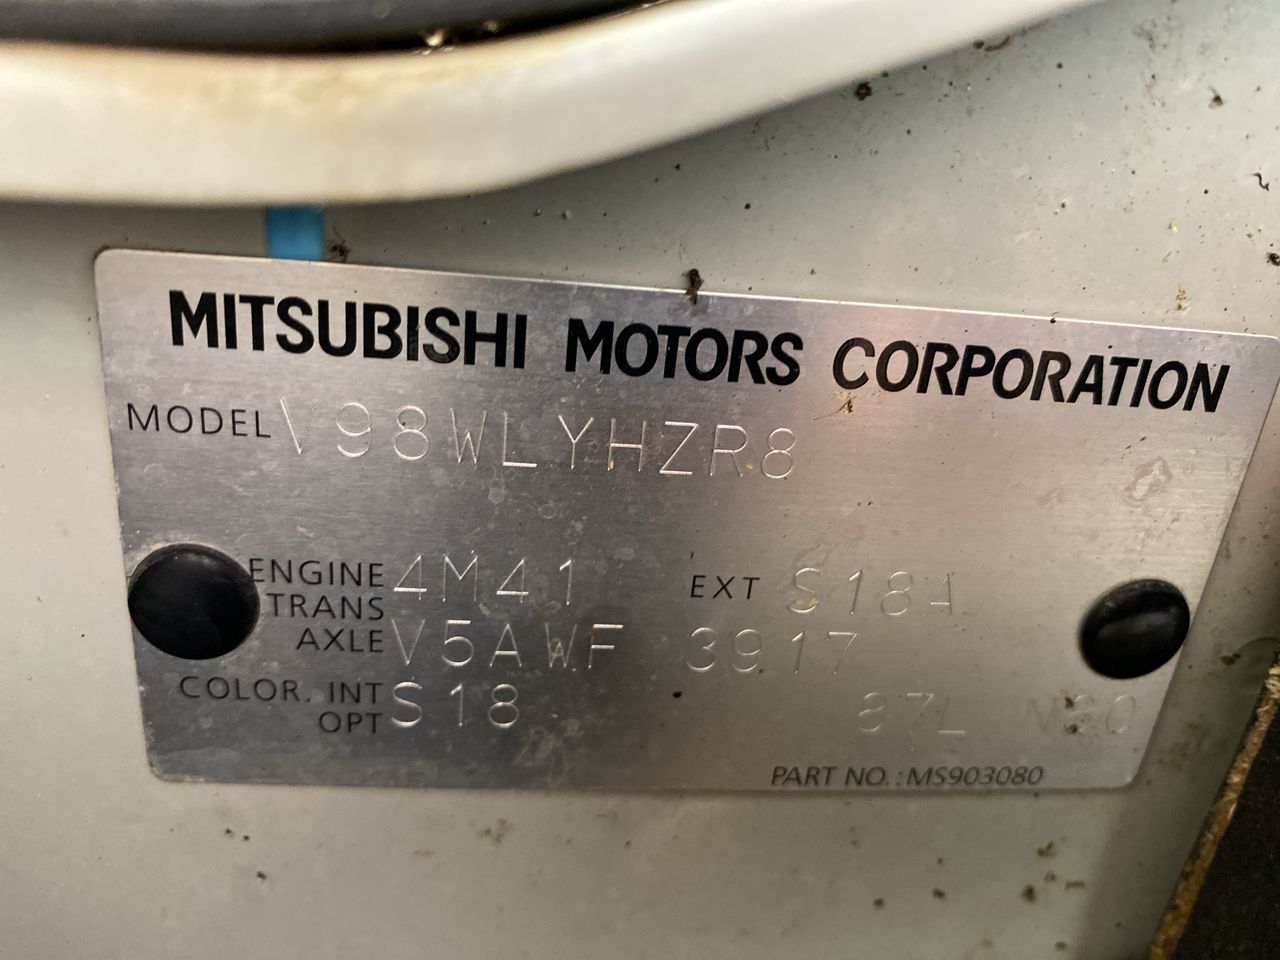 MITSUBISHI MOTORS CORPORATION
MODEL V98WLYHZR8
ENGINE 4M41 EXT S18A
TRANS
AXLE V5AWF 3917
COLOR. INT S18 87L
OPT
PART NO.: MS903080